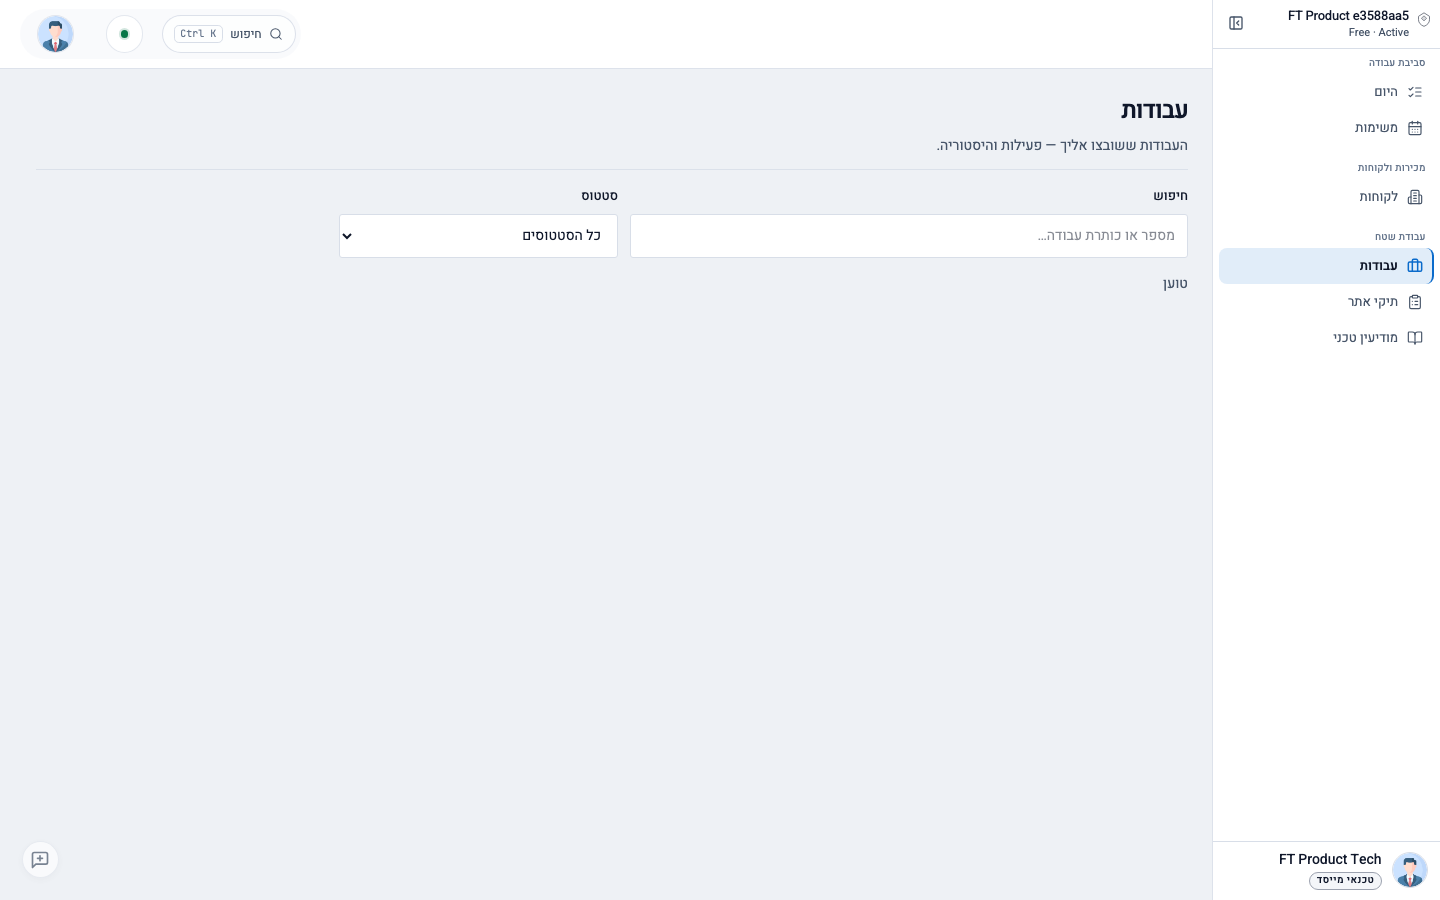 FT Product e3588aa5
Free · Active
סביבת עבודה
היום
משימות
מכירות ולקוחות
לקוחות
עבודת שטח
עבודות
תיקי אתר
מודיעין טכני
FT Product Tech
טכנאי מייסד
חיפוש Ctrl K
עבודות
העבודות ששובצו אליך — פעילות והיסטוריה.
חיפוש
מספר או כותרת עבודה...
סטטוס
כל הסטטוסים
טוען